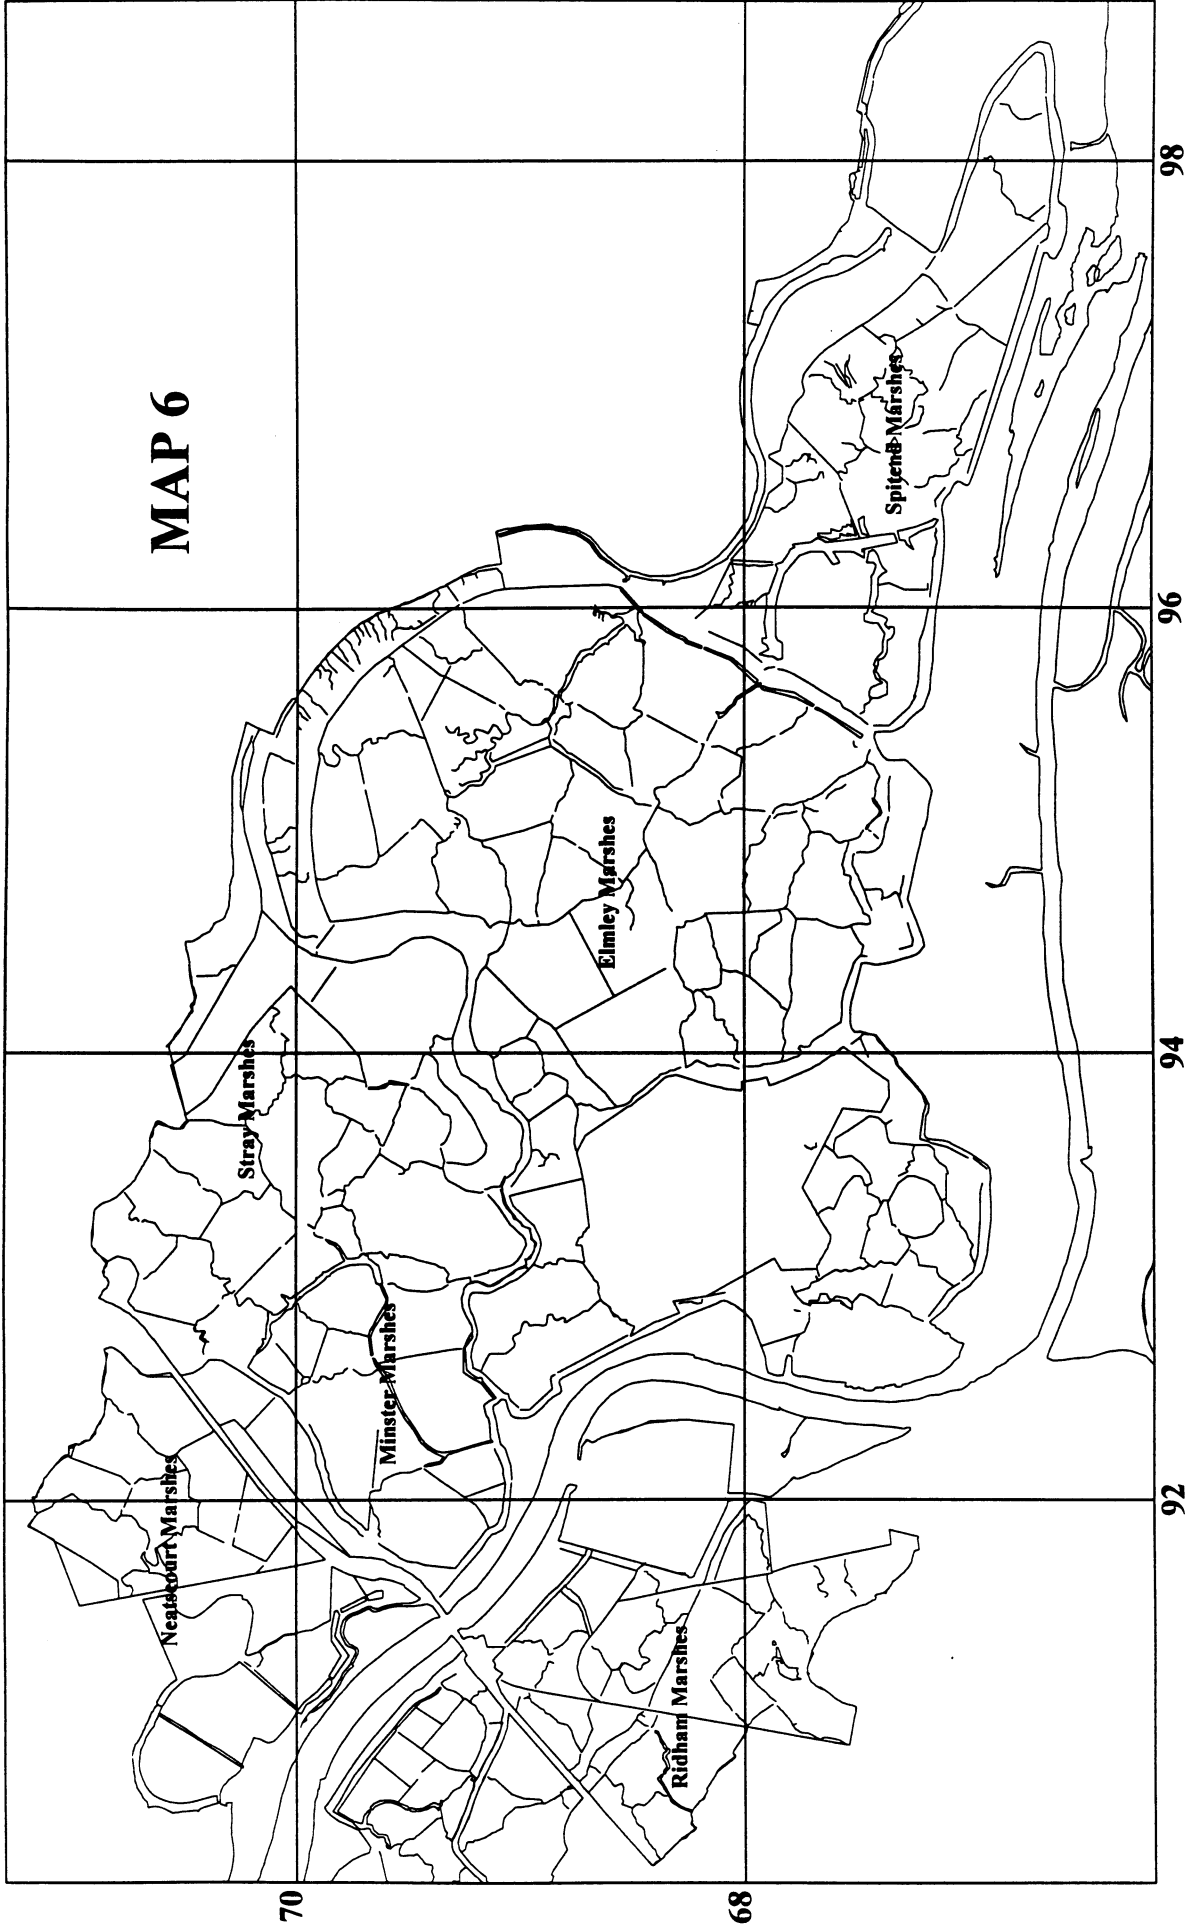 MAP 6
Neatscourt Marshes
Stray Marshes
Minster Marshes
Elmley Marshes
Ridham Marshes
Spitend Marshes
70
68
92
94
96
98